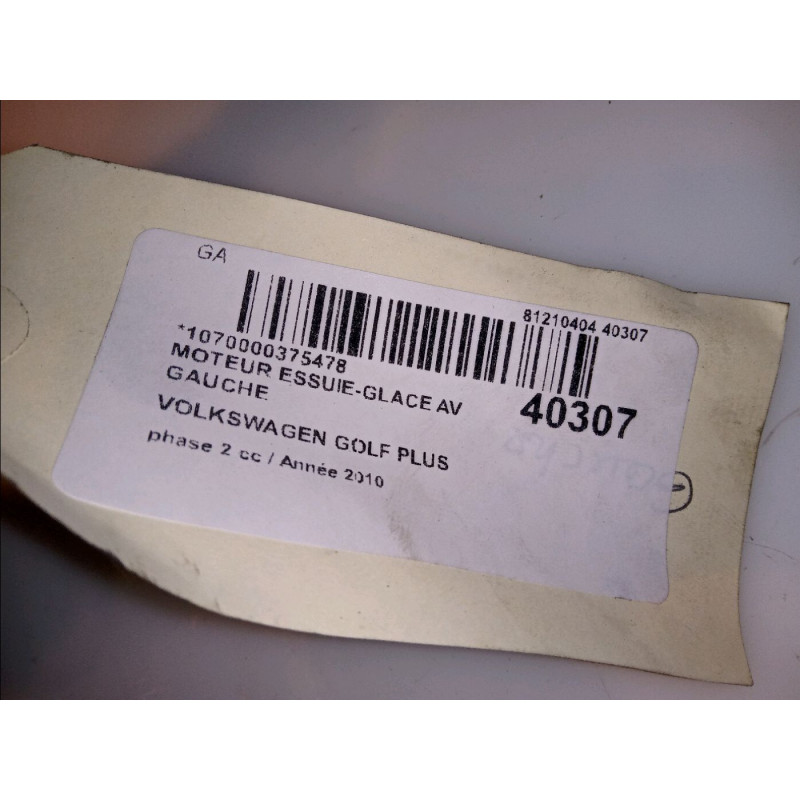 GA
81210404 40307
*1070000375478
MOTEUR ESSUIE-GLACE AV
GAUCHE
40307
VOLKSWAGEN GOLF PLUS
phase 2 cc / Année 2010